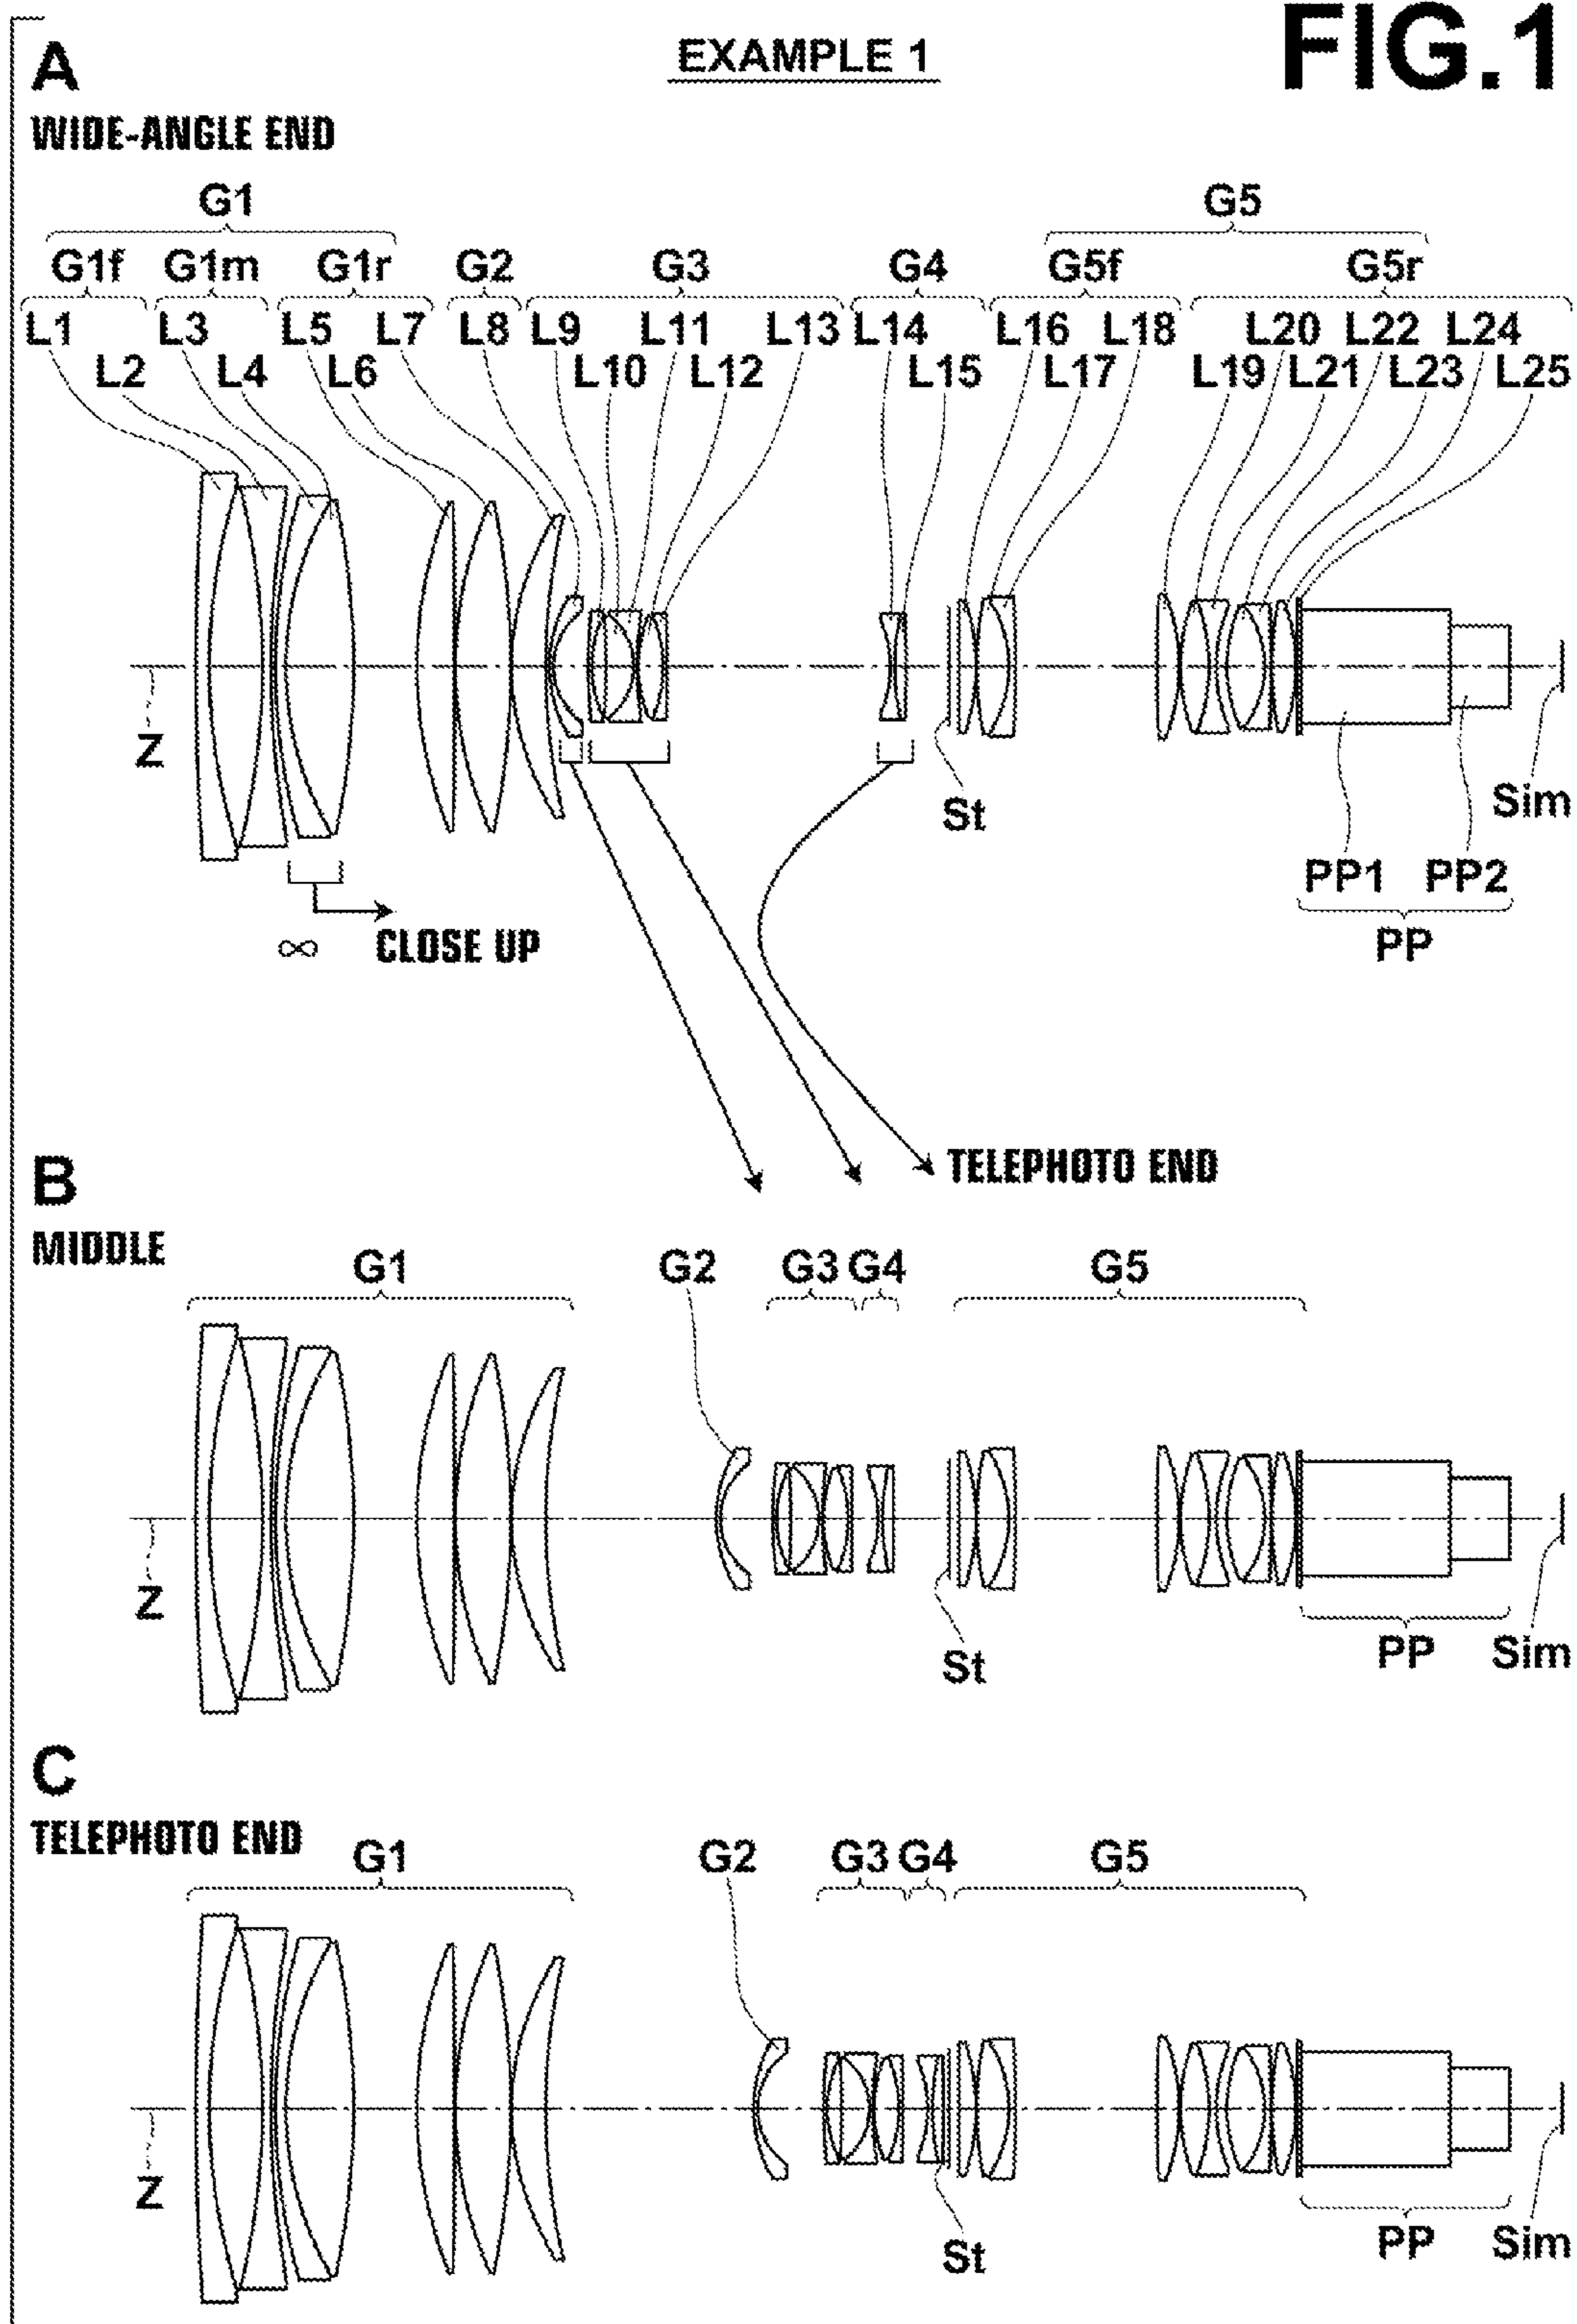 FIG.1
EXAMPLE 1
A
WIDE-ANGLE END
G1 G5
G1f G1m G1r G2 G3 G4 G5f G5r
L1 L3 L5 L7 L8 L9 L11 L13 L14 L16 L18 L20 L22 L24
L2 L4 L6 L10 L12 L15 L17 L19 L21 L23 L25
Z
St
Sim
PP1 PP2
PP
∞ CLOSE UP
TELEPHOTO END
B
MIDDLE
G1 G2 G3 G4 G5
Z
St
PP
Sim
C
TELEPHOTO END
G1 G2 G3 G4 G5
Z
St
PP
Sim